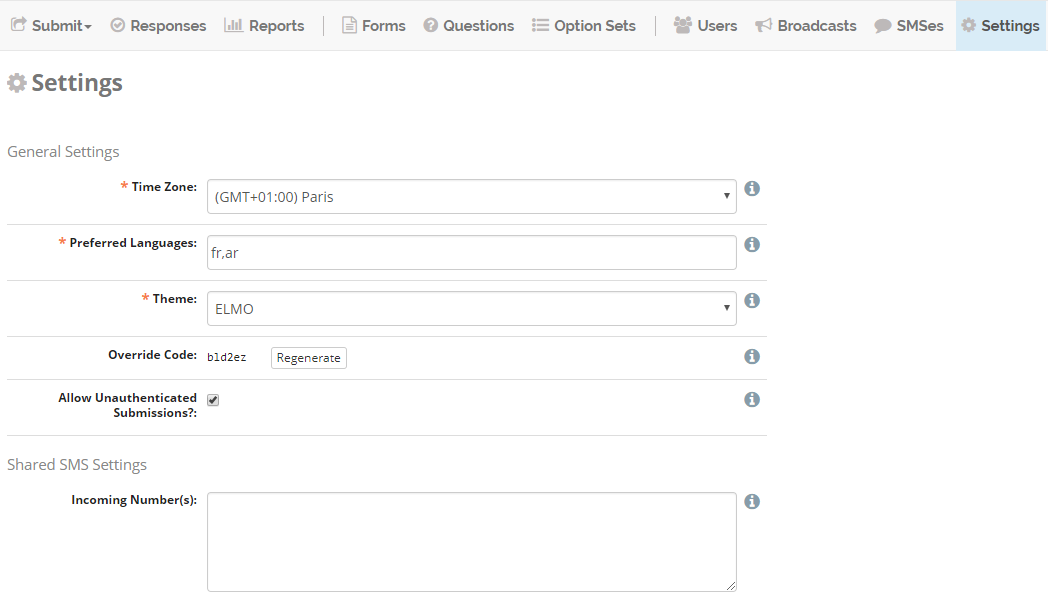 Submit Responses Reports Forms Questions Option Sets Users Broadcasts SMSes Settings
Settings
General Settings
* Time Zone: (GMT+01:00) Paris
* Preferred Languages: fr,ar
* Theme: ELMO
Override Code: b1d2ez Regenerate
Allow Unauthenticated
Submissions?:
Shared SMS Settings
Incoming Number(s):